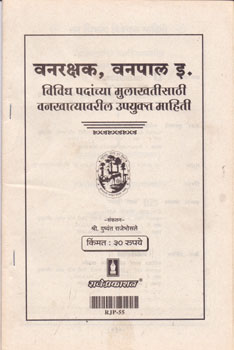 वनरक्षक, वनपाल इ.
विविध पदांच्या मुलाखतीसाठी
वनखात्यावरील उपयुक्त माहिती
-संकलन-
श्री. पुष्पंत राजेभोसले
किंमत : ३० रुपये
RJP-55